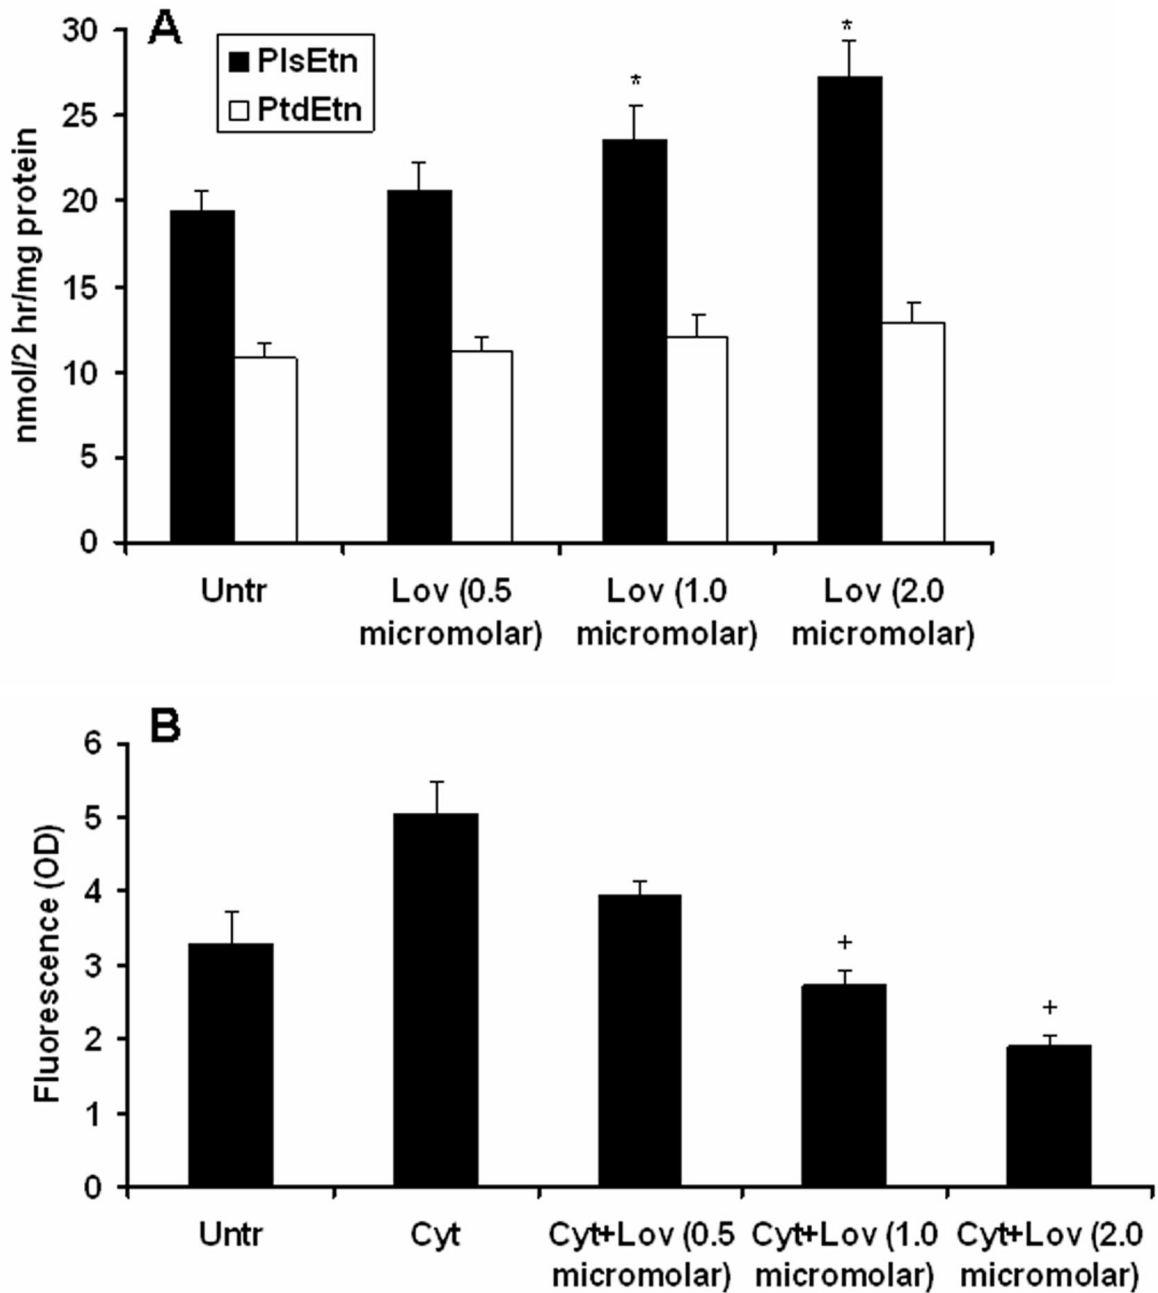 A
30
25
20
15
10
5
0
nmol/2 hr/mg protein
PlsEtn
PtdEtn
*
*
Untr
Lov (0.5
micromolar)
Lov (1.0
micromolar)
Lov (2.0
micromolar)
B
6
5
4
3
2
1
0
Fluorescence (OD)
+
+
Untr
Cyt
Cyt+Lov (0.5
micromolar)
Cyt+Lov (1.0
micromolar)
Cyt+Lov (2.0
micromolar)